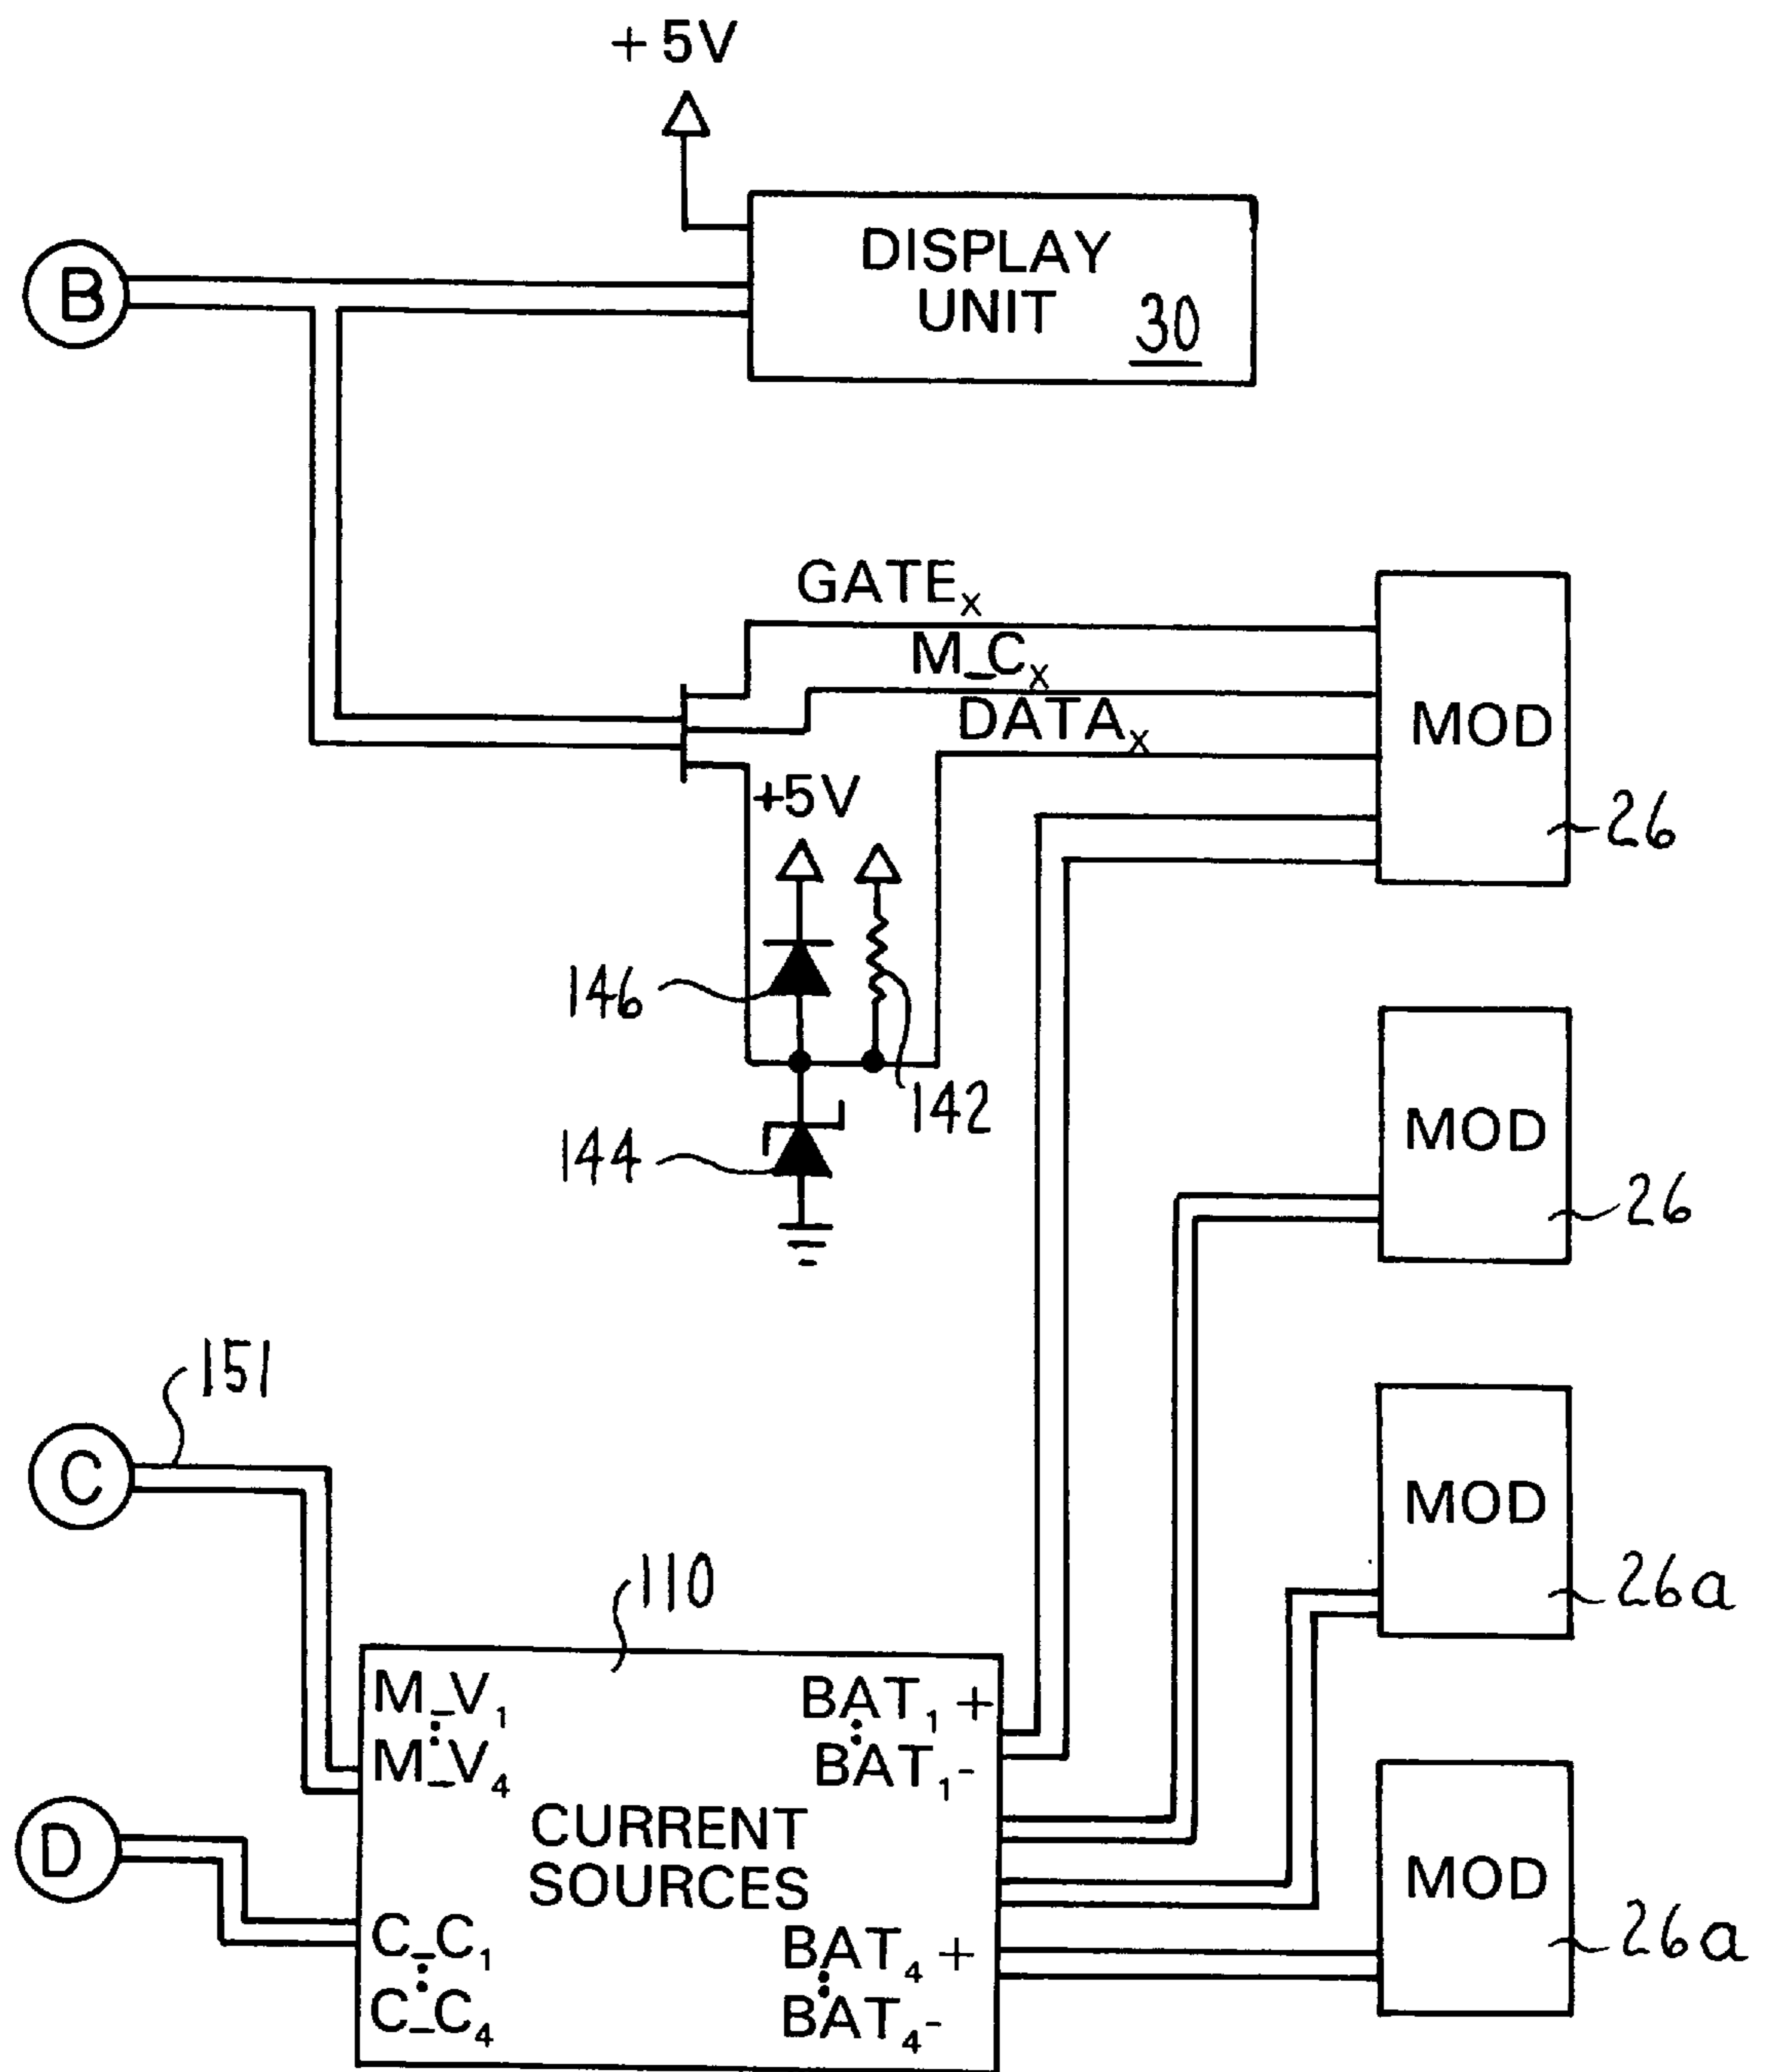 +5V
B
DISPLAY
UNIT
30
GATEₓ
M_Cₓ
DATAₓ
MOD
+5V
26
146
142
MOD
144
26
151
C
MOD
110
26a
M_V₁
M_V₄
BAT₁+
BAT₁-
CURRENT
SOURCES
MOD
D
C_C₁
C_C₄
BAT₄+
BAT₄-
26a